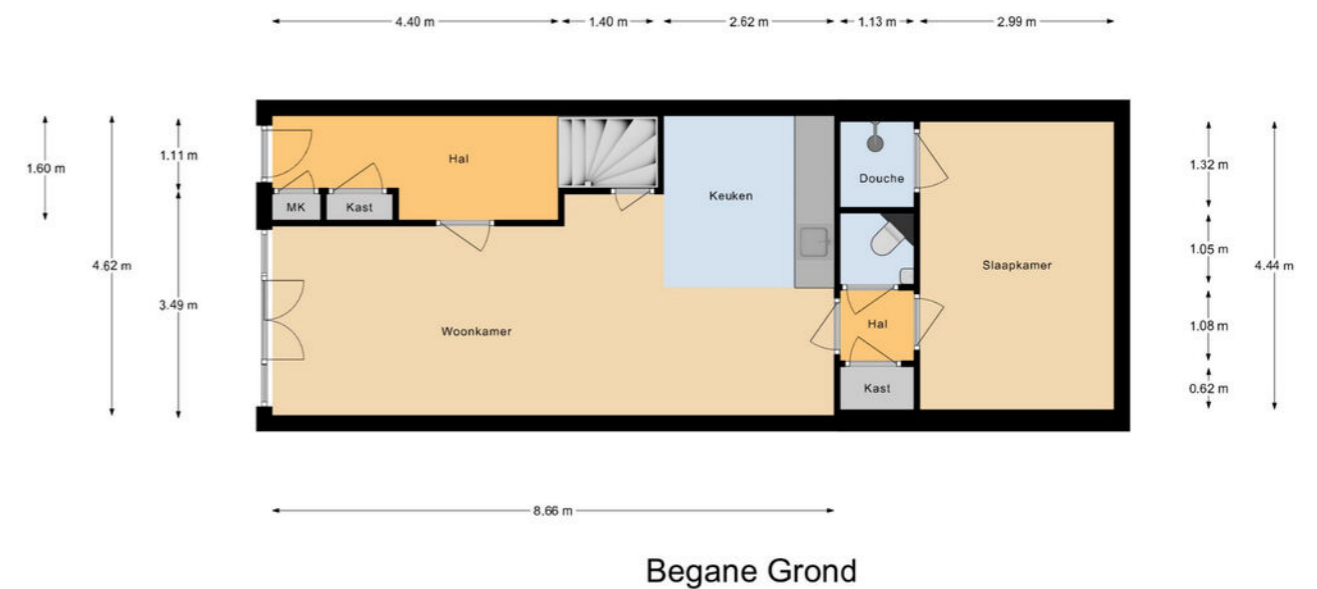 4.40 m
1.40 m
2.62 m
1.13 m
2.99 m
1.60 m
4.62 m
1.11 m
3.49 m
Hal
MK
Kast
Keuken
Woonkamer
Douche
Hal
Kast
Slaapkamer
1.32 m
1.05 m
1.08 m
0.62 m
4.44 m
8.66 m
Begane Grond